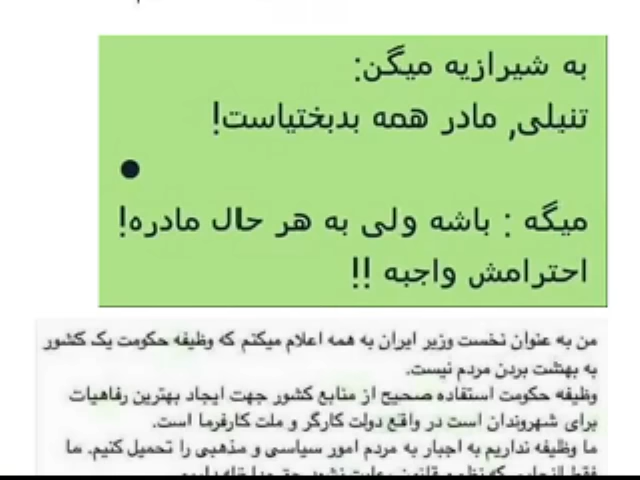 به شیرازیه میگن:
تنبلی, مادر همه بدبختیاست!
●
میگه : باشه ولی به هر حال مادره!
احترامش واجبه !!
من به عنوان نخست وزیر ایران به همه اعلام میکنم که وظیفه حکومت یک کشور
به بهشت بردن مردم نیست.
وظیفه حکومت استفاده صحیح از منابع کشور جهت ایجاد بهترین رفاهیات
برای شهروندان است در واقع دولت کارگر و ملت کارفرما است.
ما وظیفه نداریم به اجبار به مردم امور سیاسی و مذهبی را تحمیل کنیم. ما